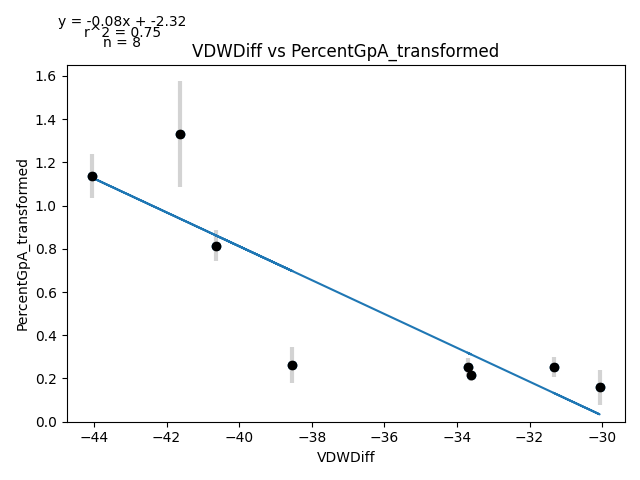 y = -0.08x + -2.32
r^2 = 0.75
n = 8
VDWDiff vs PercentGpA_transformed
1.6
1.4
1.2
1.0
0.8
0.6
0.4
0.2
0.0
PercentGpA_transformed
−44
−42
−40
−38
−36
−34
−32
−30
VDWDiff